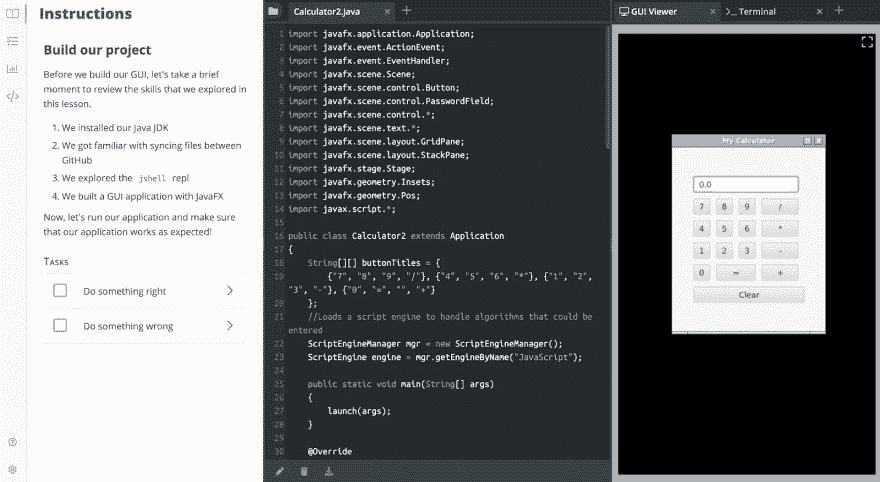 Instructions
Build our project
Before we build our GUI, let's take a brief
moment to review the skills that we explored in
this lesson.
1. We installed our Java JDK
2. We got familiar with syncing files between
GitHub
3. We explored the jshell repl
4. We built a GUI application with JavaFX
Now, let's run our application and make sure
that our application works as expected!
TASKS
Do something right
Do something wrong
Calculator2.java × +
1 import javafx.application.Application;
2 import javafx.event.ActionEvent;
3 import javafx.event.EventHandler;
4 import javafx.scene.Scene;
5 import javafx.scene.control.Button;
6 import javafx.scene.control.PasswordField;
7 import javafx.scene.control.*;
8 import javafx.scene.text.*;
9 import javafx.scene.layout.GridPane;
10 import javafx.scene.layout.StackPane;
11 import javafx.stage.Stage;
12 import javafx.geometry.Insets;
13 import javafx.geometry.Pos;
14 import javax.script.*;
15
16 public class Calculator2 extends Application
17 {
18 String[][] buttonTitles = {
19 {"7", "8", "9", "/"}, {"4", "5", "6", "*"}, {"1", "2",
"3", "-"}, {"0", "=", "", "+"}
20 };
21 //Loads a script engine to handle algorithms that could be
entered
22 ScriptEngineManager mgr = new ScriptEngineManager();
23 ScriptEngine engine = mgr.getEngineByName("JavaScript");
24
25 public static void main(String[] args)
26 {
27 launch(args);
28 }
29
30 @Override
GUI Viewer × >_ Terminal × +
My Calculator
0.0
7 8 9 /
4 5 6 *
1 2 3 -
0 = +
Clear